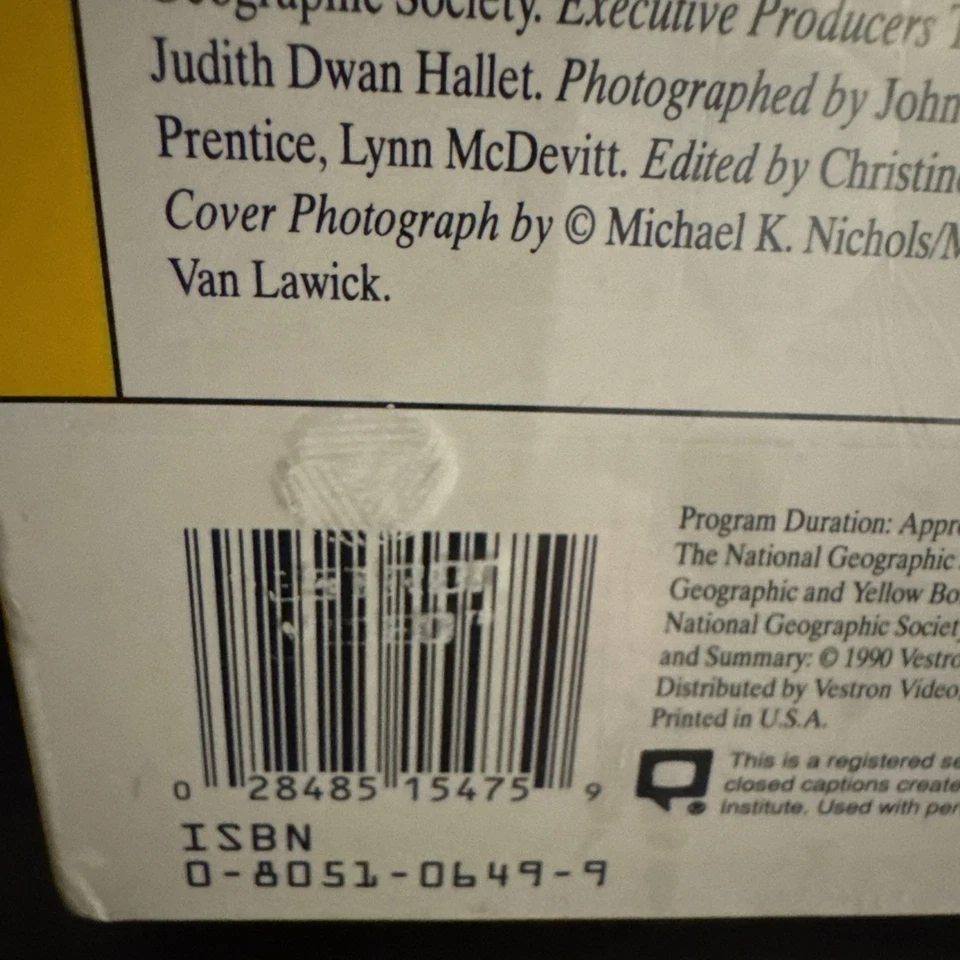 Geographic Society. Executive Producers
Judith Dwan Hallet. Photographed by John
Prentice, Lynn McDevitt. Edited by Christine
Cover Photograph by © Michael K. Nichols/M
Van Lawick.
Program Duration: Appro
The National Geographic
Geographic and Yellow Bo
National Geographic Societ
and Summary: © 1990 Vestro
Distributed by Vestron Video,
Printed in U.S.A.
This is a registered se
closed captions create
Institute. Used with per
0 28485 15475 9
ISBN
0-8051-0649-9